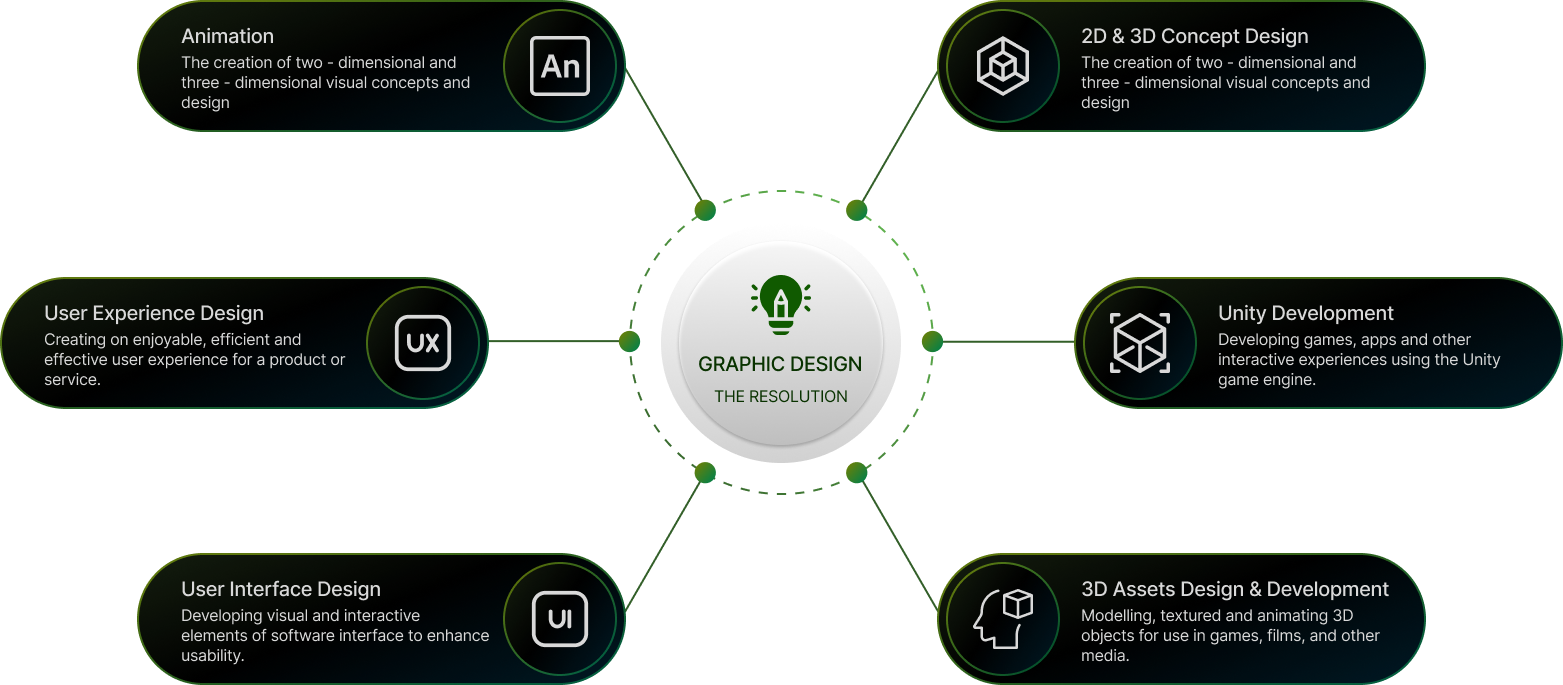 Animation
The creation of two - dimensional and
three - dimensional visual concepts and
design
An
2D & 3D Concept Design
The creation of two - dimensional and
three - dimensional visual concepts and
design
User Experience Design
Creating on enjoyable, efficient and
effective user experience for a product or
service.
UX
GRAPHIC DESIGN
THE RESOLUTION
Unity Development
Developing games, apps and other
interactive experiences using the Unity
game engine.
User Interface Design
Developing visual and interactive
elements of software interface to enhance
usability.
UI
3D Assets Design & Development
Modelling, textured and animating 3D
objects for use in games, films, and other
media.